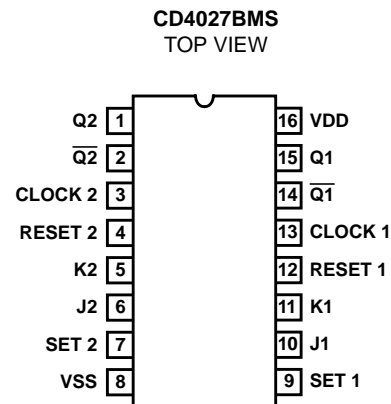 CD4027BMS
TOP VIEW
Q2 1 16 VDD
Q̅2̅ 2 15 Q1
CLOCK 2 3 14 Q̅1̅
RESET 2 4 13 CLOCK 1
K2 5 12 RESET 1
J2 6 11 K1
SET 2 7 10 J1
VSS 8 9 SET 1